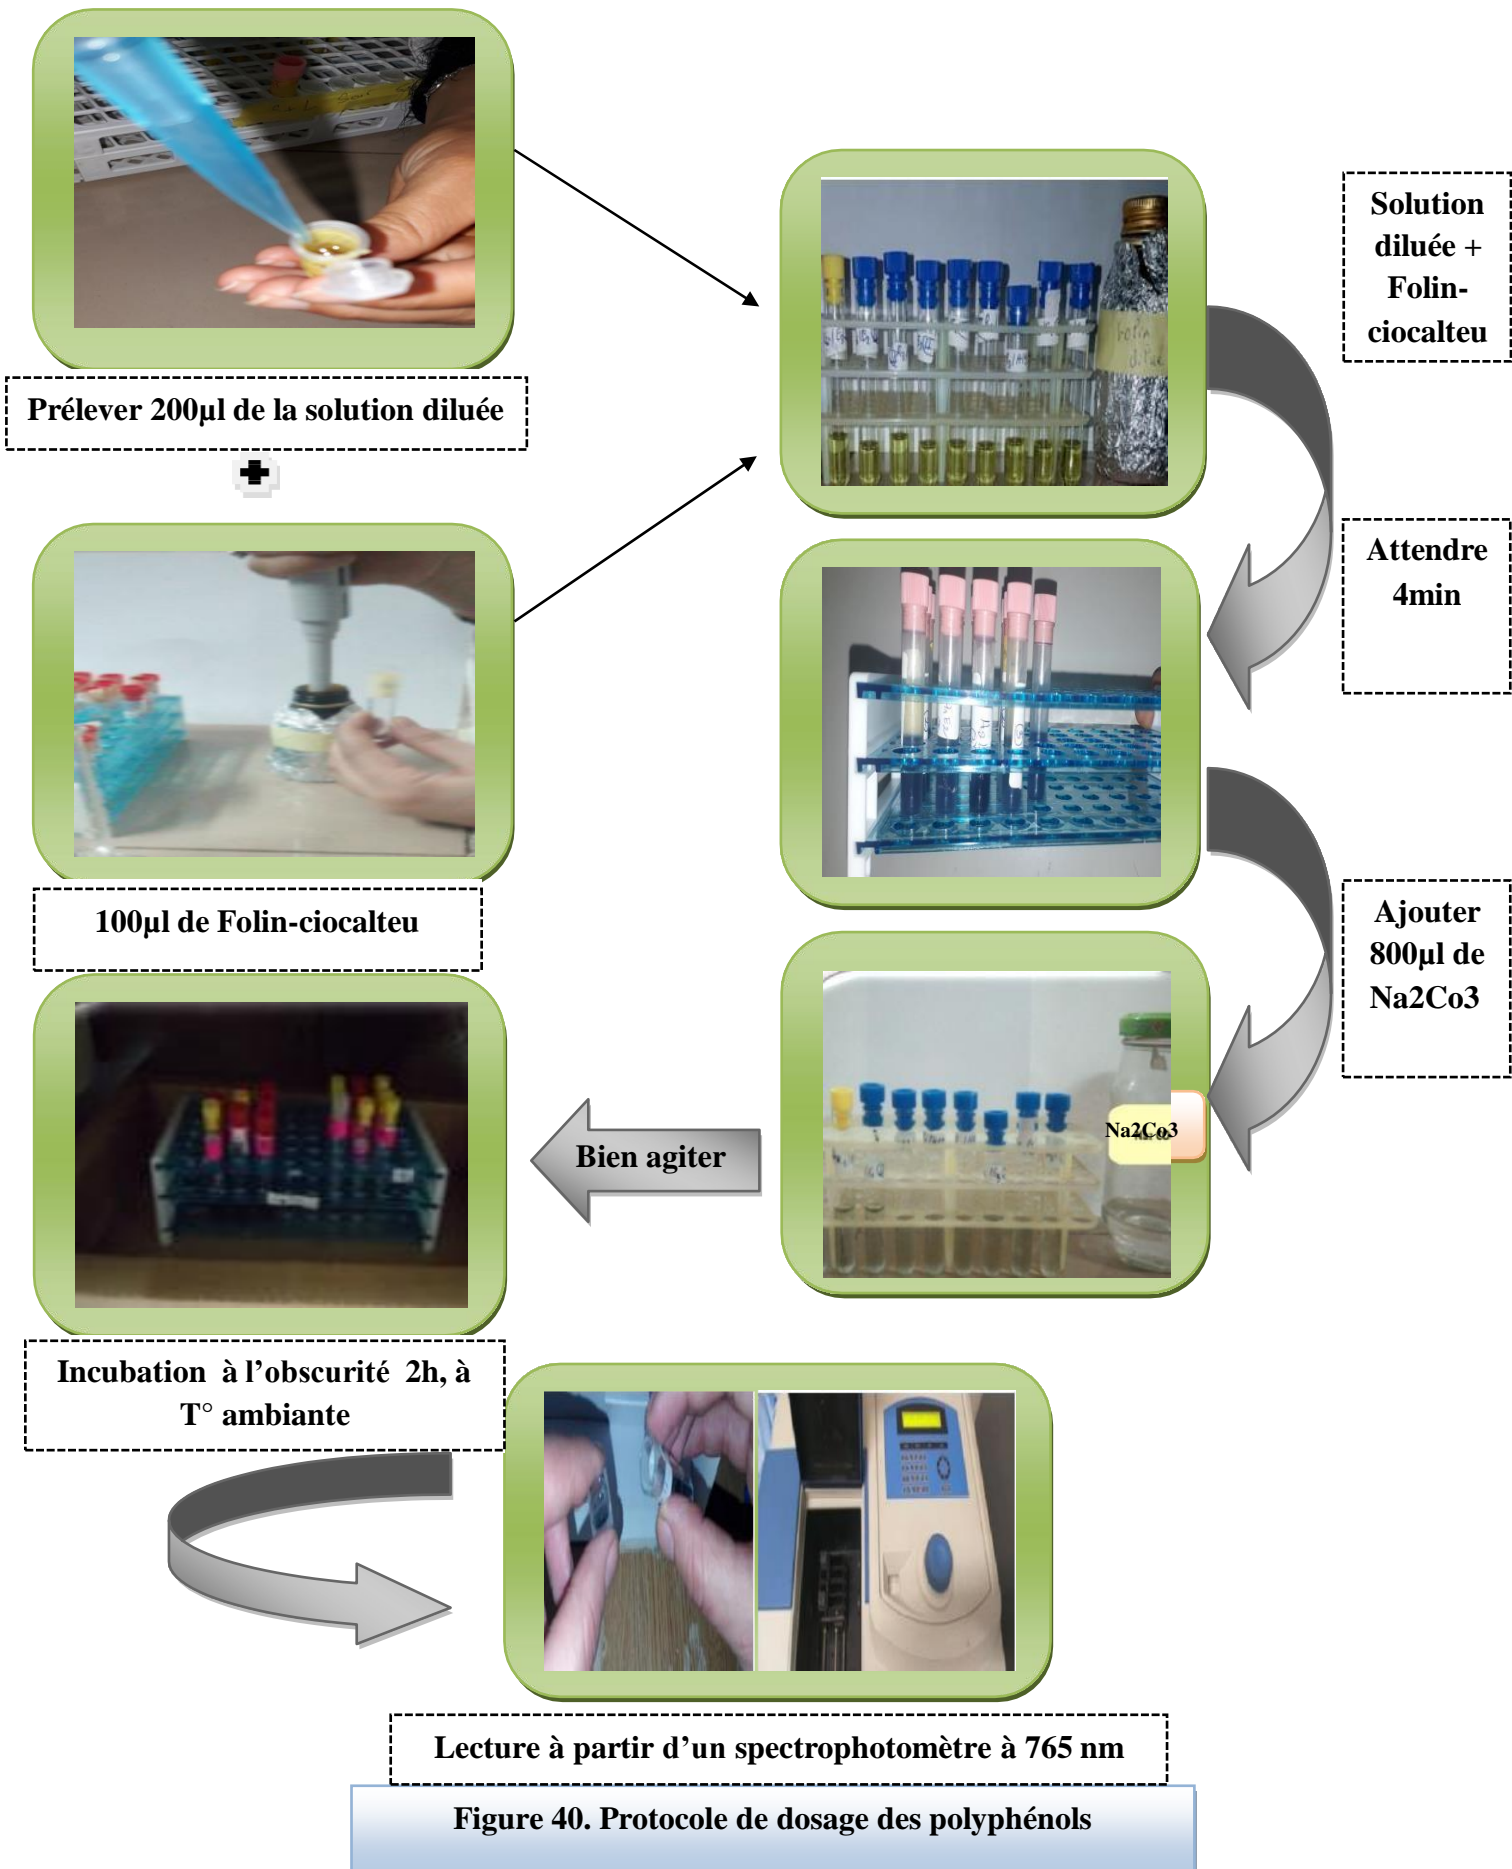 Prélever 200µl de la solution diluée
100µl de Folin-ciocalteu
Solution
diluée +
Folin-
ciocalteu
Folin
diluée
Attendre
4min
Ajouter
800µl de
Na2Co3
Na2Co3
Bien agiter
Incubation à l’obscurité 2h, à
T° ambiante
Lecture à partir d’un spectrophotomètre à 765 nm
Figure 40. Protocole de dosage des polyphénols